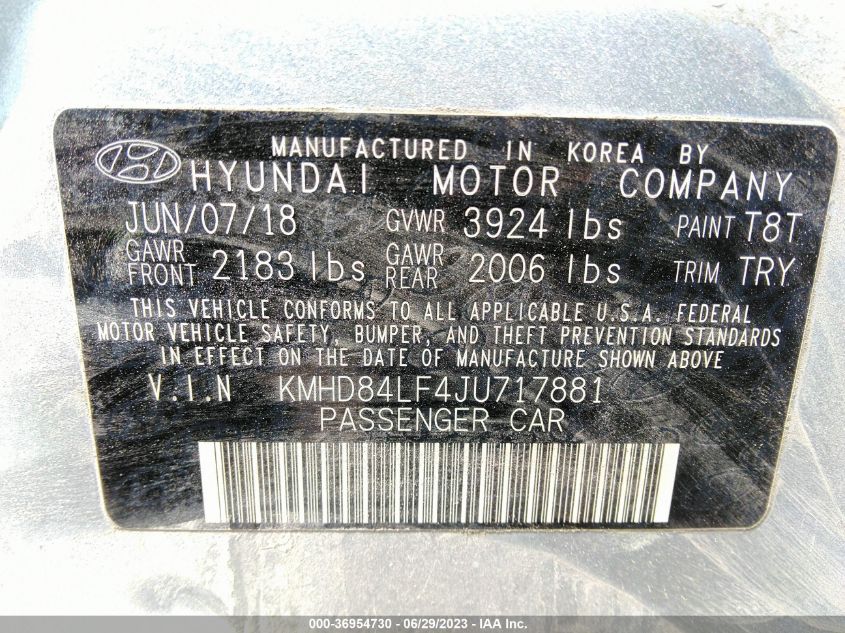 MANUFACTURED IN KOREA BY
HYUNDAI MOTOR COMPANY
JUN/07/18 GVWR 3924 lbs PAINT T8T
GAWR FRONT 2183 lbs GAWR REAR 2006 lbs TRIM TRY
THIS VEHICLE CONFORMS TO ALL APPLICABLE U.S.A. FEDERAL
MOTOR VEHICLE SAFETY, BUMPER, AND THEFT PREVENTION STANDARDS
IN EFFECT ON THE DATE OF MANUFACTURE SHOWN ABOVE
V.I.N KMHD84LF4JU717881
PASSENGER CAR
000-36954730 - 06/29/2023 - IAA Inc.